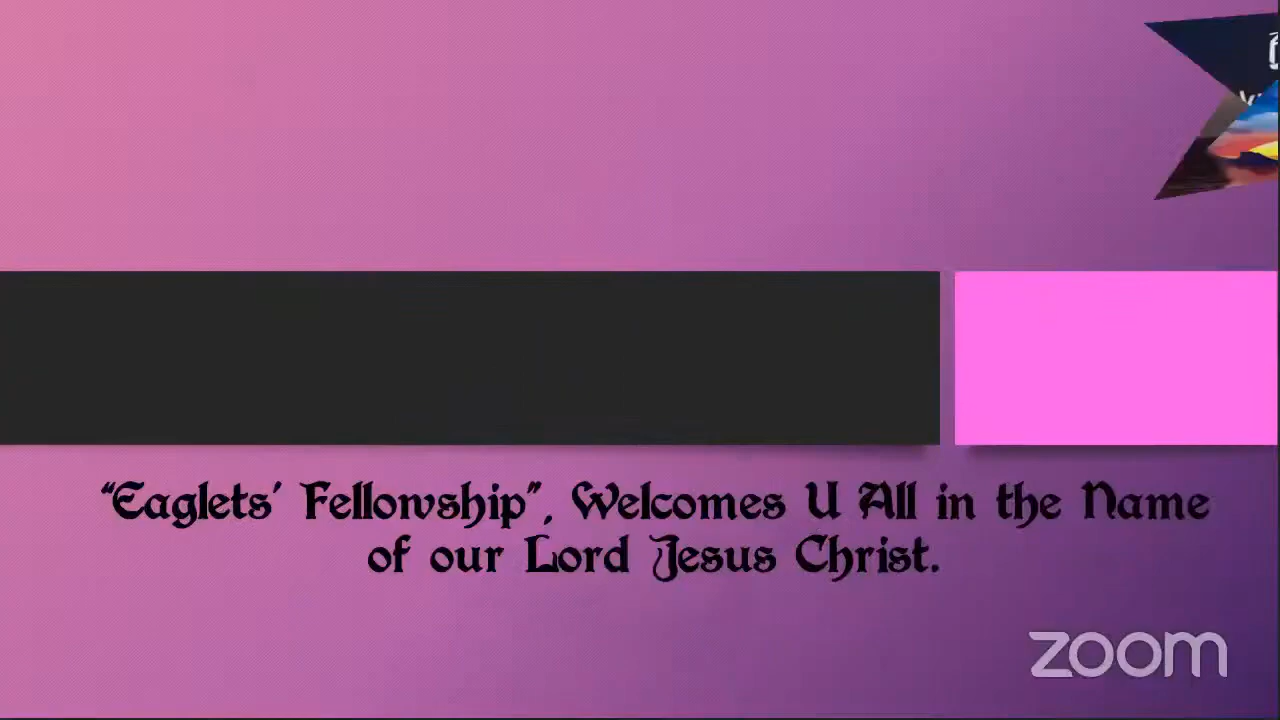 “Eaglets’ Fellowship”, Welcomes U All in the Name
of our Lord Jesus Christ.
zoom